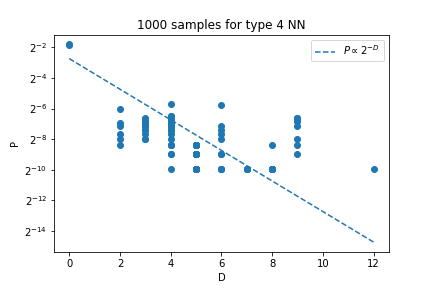 1000 samples for type 4 NN
P ∝ 2^{-D}
P
2^{-2}
2^{-4}
2^{-6}
2^{-8}
2^{-10}
2^{-12}
2^{-14}
0 2 4 6 8 10 12
D